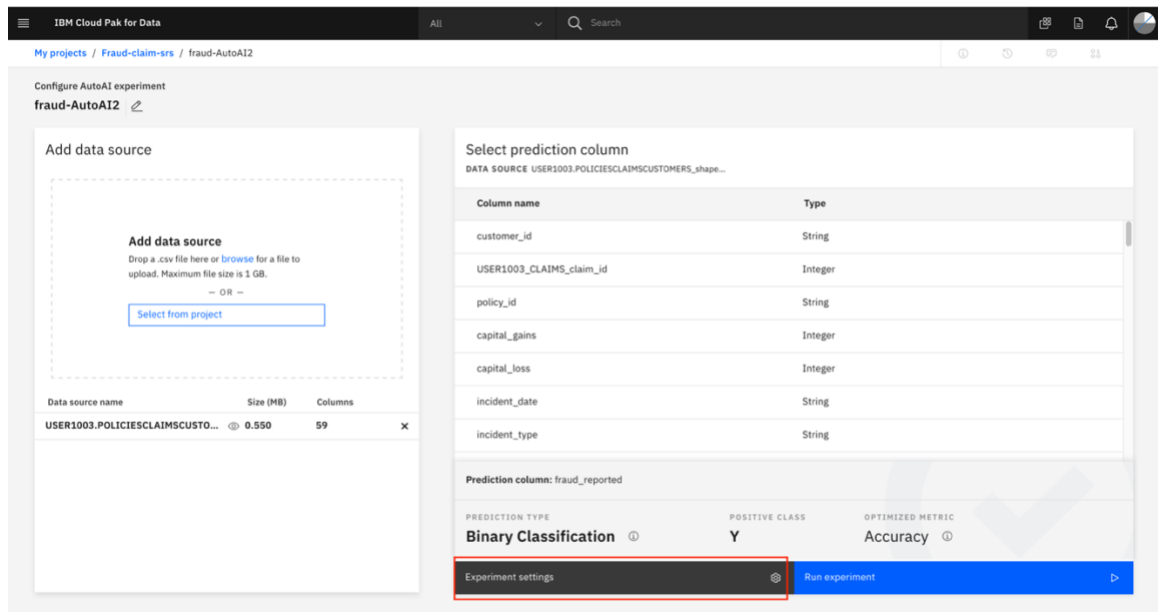 IBM Cloud Pak for Data
All
Search
My projects / Fraud-claim-srs / fraud-AutoAI2
Configure AutoAI experiment
fraud-AutoAI2
Add data source
Add data source
Drop a .csv file here or browse for a file to
upload. Maximum file size is 1 GB.
— OR —
Select from project
Data source name Size (MB) Columns
USER1003.POLICIESCLAIMSCUSTO... 0.550 59
Select prediction column
DATA SOURCE USER1003.POLICIESCLAIMSCUSTOMERS_shape...
Column name Type
customer_id String
USER1003_CLAIMS_claim_id Integer
policy_id String
capital_gains Integer
capital_loss Integer
incident_date String
incident_type String
Prediction column: fraud_reported
PREDICTION TYPE POSITIVE CLASS OPTIMIZED METRIC
Binary Classification Y Accuracy
Experiment settings
Run experiment